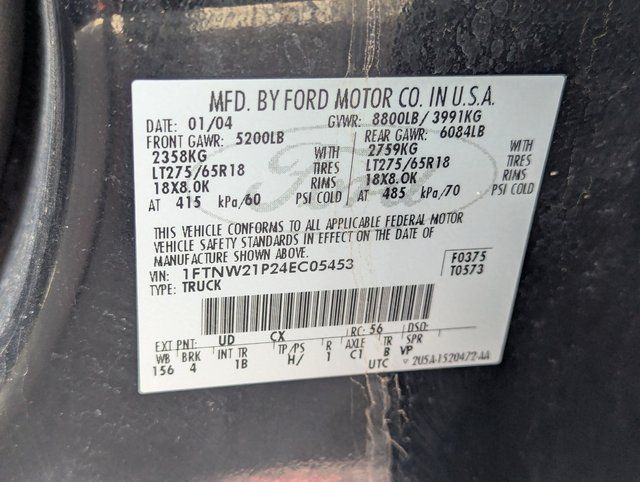 MFD. BY FORD MOTOR CO. IN U.S.A.
DATE: 01/04 GVWR: 8800LB/ 3991KG
FRONT GAWR: 5200LB REAR GAWR: 6084LB
2358KG WITH 2759KG WITH
LT275/65R18 TIRES LT275/65R18 TIRES
18X8.0K RIMS 18X8.0K RIMS
AT 415 kPa/60 PSI COLD AT 485 kPa/70 PSI COLD
Ford
THIS VEHICLE CONFORMS TO ALL APPLICABLE FEDERAL MOTOR
VEHICLE SAFETY STANDARDS IN EFFECT ON THE DATE OF
MANUFACTURE SHOWN ABOVE.
VIN: 1FTNW21P24EC05453 F0375
TYPE: TRUCK T0573
EXT PNT: UD CX RC: 56 DSO:
WB BRK INT TR TP/PS R AXLE TR SPR
156 4 1B H/ 1 C1 B VP
UTC 2U5A-1520472-AA